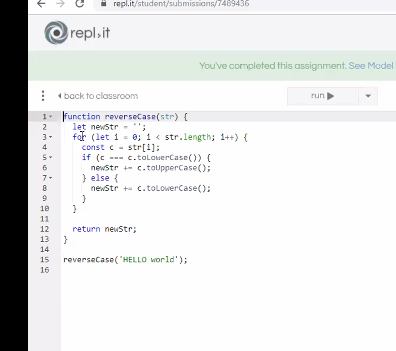 repl.it/student/submissions/7489436
repl.it
You've completed this assignment. See Model
back to classroom
run
1 function reverseCase(str) {
2 let newStr = '';
3 for (let i = 0; i < str.length; i++) {
4 const c = str[i];
5 if (c === c.toLowerCase()) {
6 newStr += c.toUpperCase();
7 } else {
8 newStr += c.toLowerCase();
9 }
10 }
11
12 return newStr;
13 }
14
15 reverseCase('HELLO world');
16